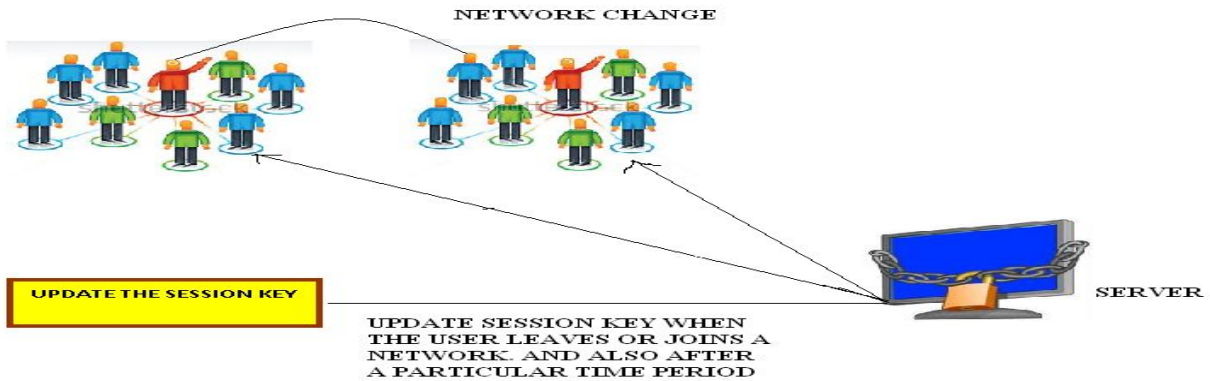 NETWORK CHANGE
UPDATE THE SESSION KEY
SERVER
UPDATE SESSION KEY WHEN
THE USER LEAVES OR JOINS A
NETWORK. AND ALSO AFTER
A PARTICULAR TIME PERIOD